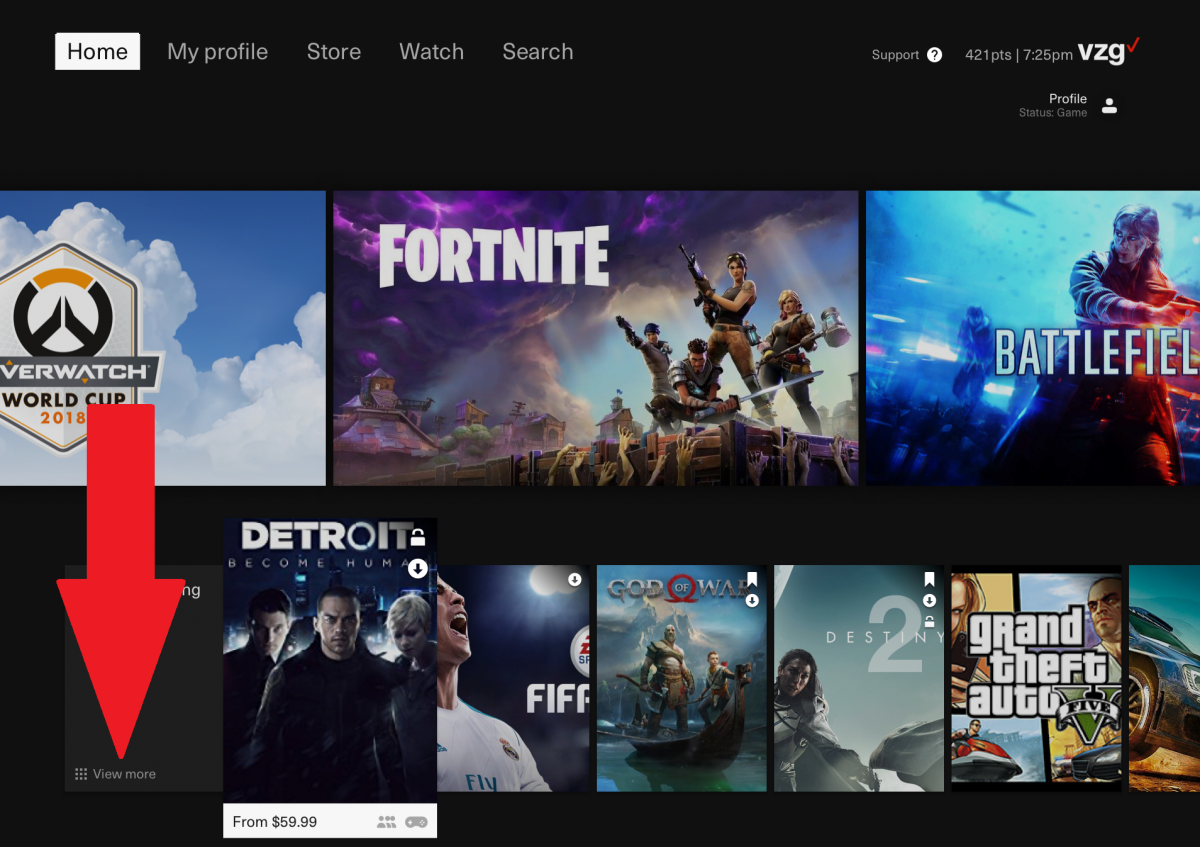 Home My profile Store Watch Search
Support ? 421pts | 7:25pm vzg
Profile
Status: Game
VERWATCH
WORLD CUP
2018
FORTNITE
BATTLEFIEL
DETROIT
BECOME HUMA
ng
View more
From $59.99
FIF
Fly
GOD OF WAR
DESTINY
2
grand
theft
auto
FIVE